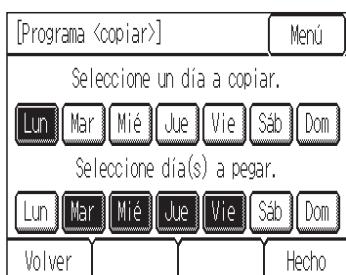 [Programa <copiar>] Menú
Seleccione un día a copiar.
Lun Mar Mié Jue Vie Sáb Dom
Seleccione día(s) a pegar.
Lun Mar Mié Jue Vie Sáb Dom
Volver Hecho